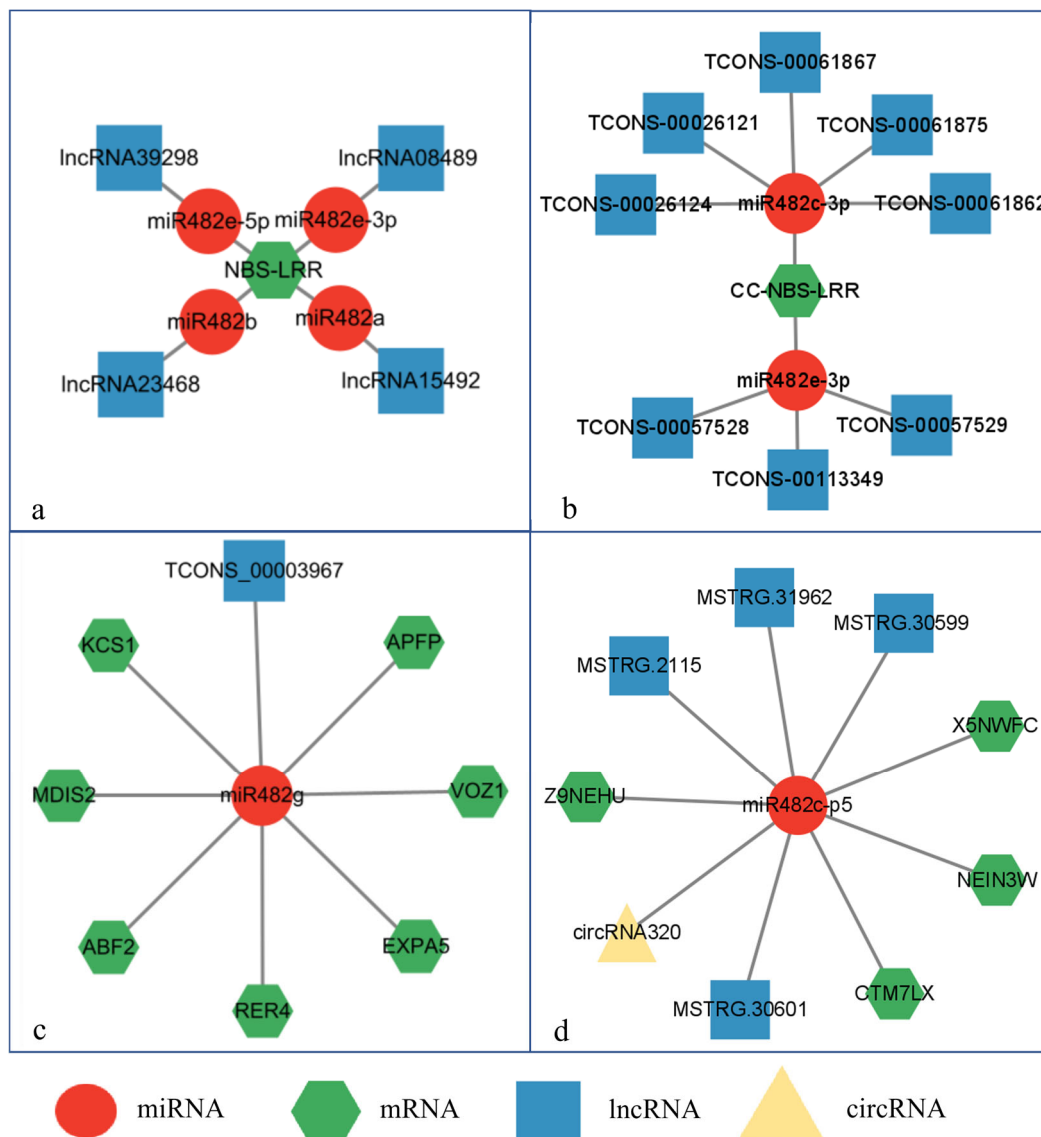 lncRNA39298
lncRNA08489
miR482e-5p
miR482e-3p
NBS-LRR
miR482b
miR482a
lncRNA23468
lncRNA15492
a
TCONS-00061867
TCONS-00026121
TCONS-00061875
TCONS-00026124
miR482c-3p
TCONS-00061862
CC-NBS-LRR
miR482e-3p
TCONS-00057528
TCONS-00057529
TCONS-00113349
b
TCONS_00003967
KCS1
APFP
MDIS2
miR482g
VOZ1
ABF2
EXPA5
RER4
c
MSTRG.31962
MSTRG.30599
MSTRG.2115
X5NWFC
Z9NEHU
miR482c-p5
NEIN3W
circRNA320
CTM7LX
MSTRG.30601
d
miRNA
mRNA
lncRNA
circRNA